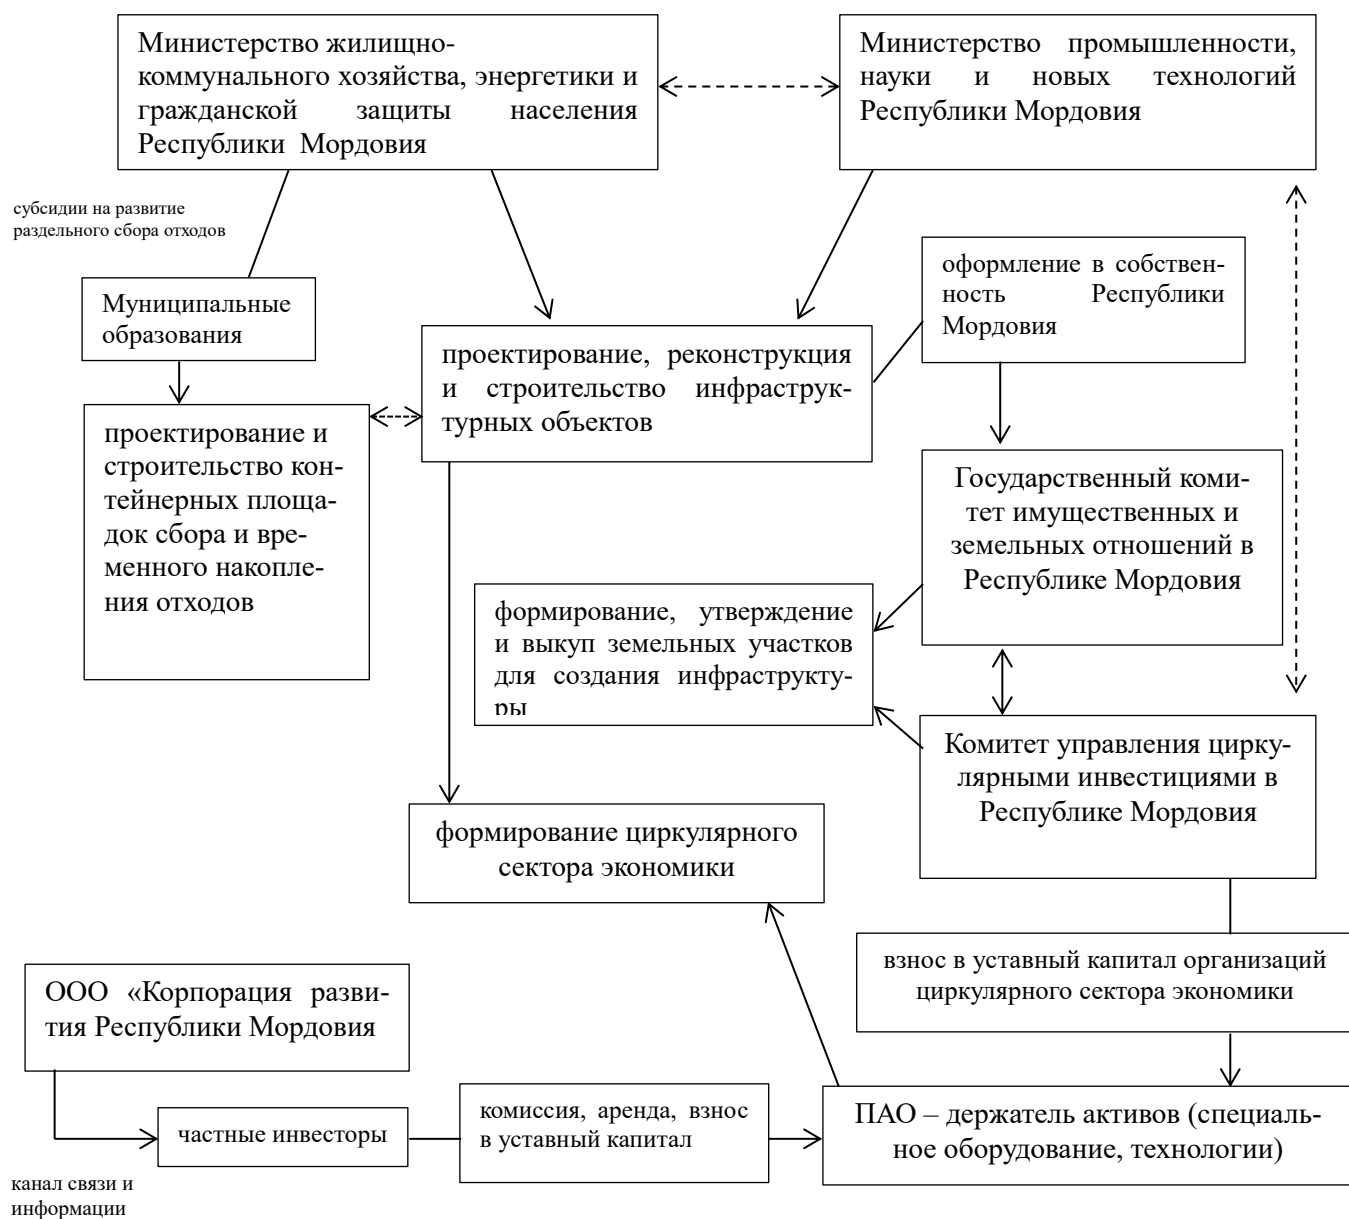 Министерство жилищно-
коммунального хозяйства, энергетики и
гражданской защиты населения
Республики Мордовия
Министерство промышленности,
науки и новых технологий
Республики Мордовия
субсидии на развитие
раздельного сбора отходов
Муниципальные
образования
оформление в собствен-
ность Республики
Мордовия
проектирование, реконструкция
и строительство инфраструк-
турных объектов
проектирование и
строительство кон-
тейнерных площа-
док сбора и вре-
менного накопле-
ния отходов
Государственный коми-
тет имущественных и
земельных отношений в
Республике Мордовия
формирование, утверждение
и выкуп земельных участков
для создания инфраструкту-
ры
Комитет управления цирку-
лярными инвестициями в
Республике Мордовия
формирование циркулярного
сектора экономики
взнос в уставный капитал организаций
циркулярного сектора экономики
ООО «Корпорация разви-
тия Республики Мордовия
частные инвесторы
комиссия, аренда, взнос
в уставный капитал
ПАО – держатель активов (специаль-
ное оборудование, технологии)
канал связи и
информации